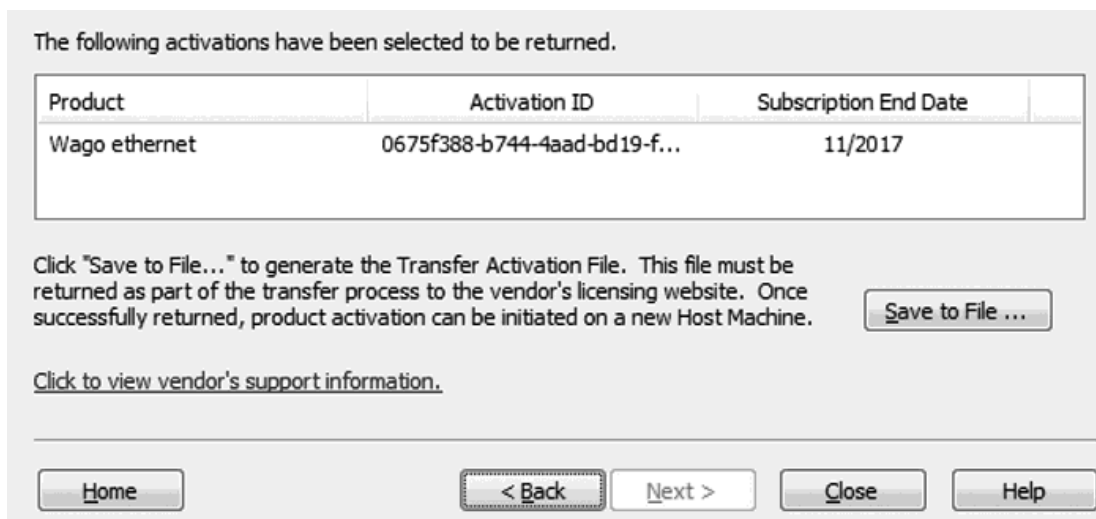 The following activations have been selected to be returned.
Product Activation ID Subscription End Date
Wago ethernet 0675f388-b744-4aad-bd19-f... 11/2017
Click "Save to File..." to generate the Transfer Activation File. This file must be
returned as part of the transfer process to the vendor's licensing website. Once
successfully returned, product activation can be initiated on a new Host Machine.
Save to File ...
Click to view vendor's support information.
Home < Back Next > Close Help